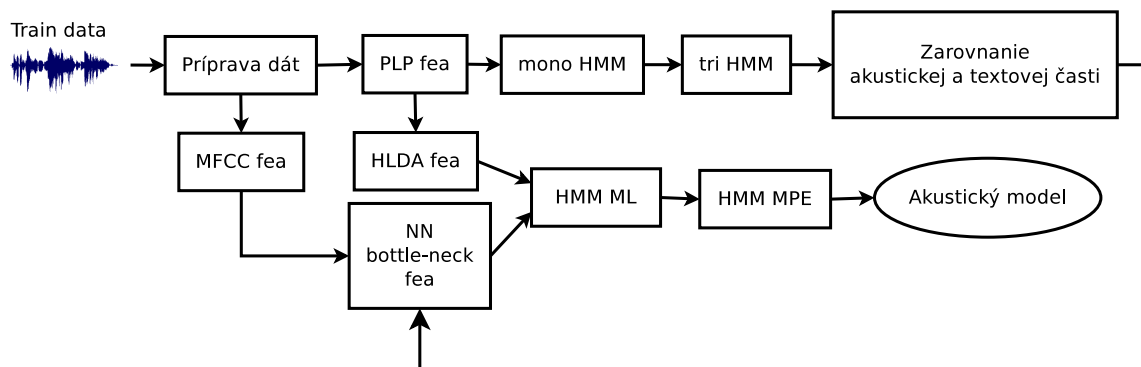 Train data
Príprava dát
PLP fea
mono HMM
tri HMM
Zarovnanie
akustickej a textovej časti
MFCC fea
HLDA fea
HMM ML
HMM MPE
Akustický model
NN
bottle-neck
fea